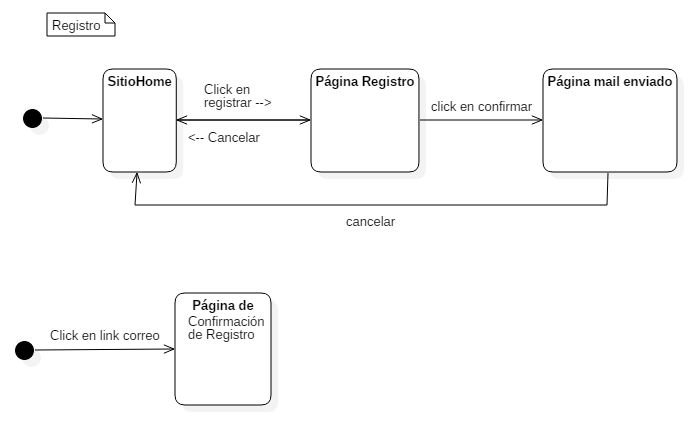 Registro
SitioHome
Click en
registrar -->
<-- Cancelar
Página Registro
click en confirmar
Página mail enviado
cancelar
Click en link correo
Página de
Confirmación
de Registro